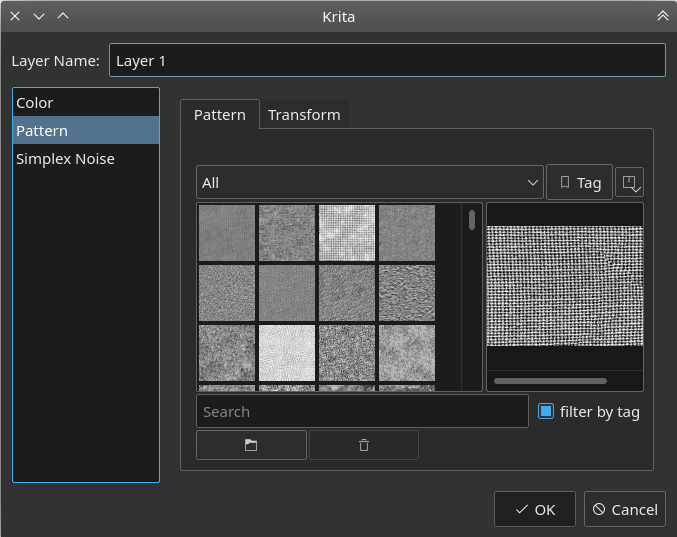 Krita
Layer Name: Layer 1
Color
Pattern
Simplex Noise
Pattern Transform
All
Tag
Search
filter by tag
OK
Cancel